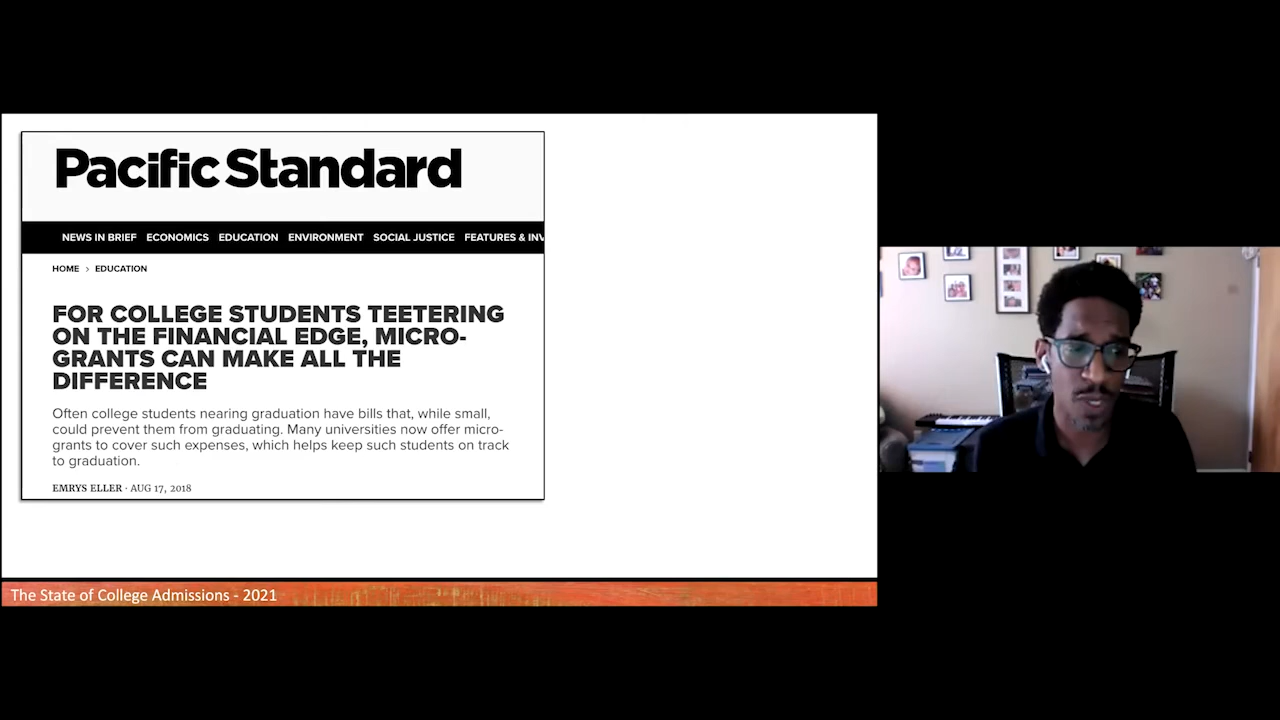 Pacific Standard
NEWS IN BRIEF ECONOMICS EDUCATION ENVIRONMENT SOCIAL JUSTICE FEATURES & INV
HOME › EDUCATION
FOR COLLEGE STUDENTS TEETERING
ON THE FINANCIAL EDGE, MICRO-
GRANTS CAN MAKE ALL THE
DIFFERENCE
Often college students nearing graduation have bills that, while small,
could prevent them from graduating. Many universities now offer micro-
grants to cover such expenses, which helps keep such students on track
to graduation.
EMRYS ELLER · AUG 17, 2018
The State of College Admissions - 2021